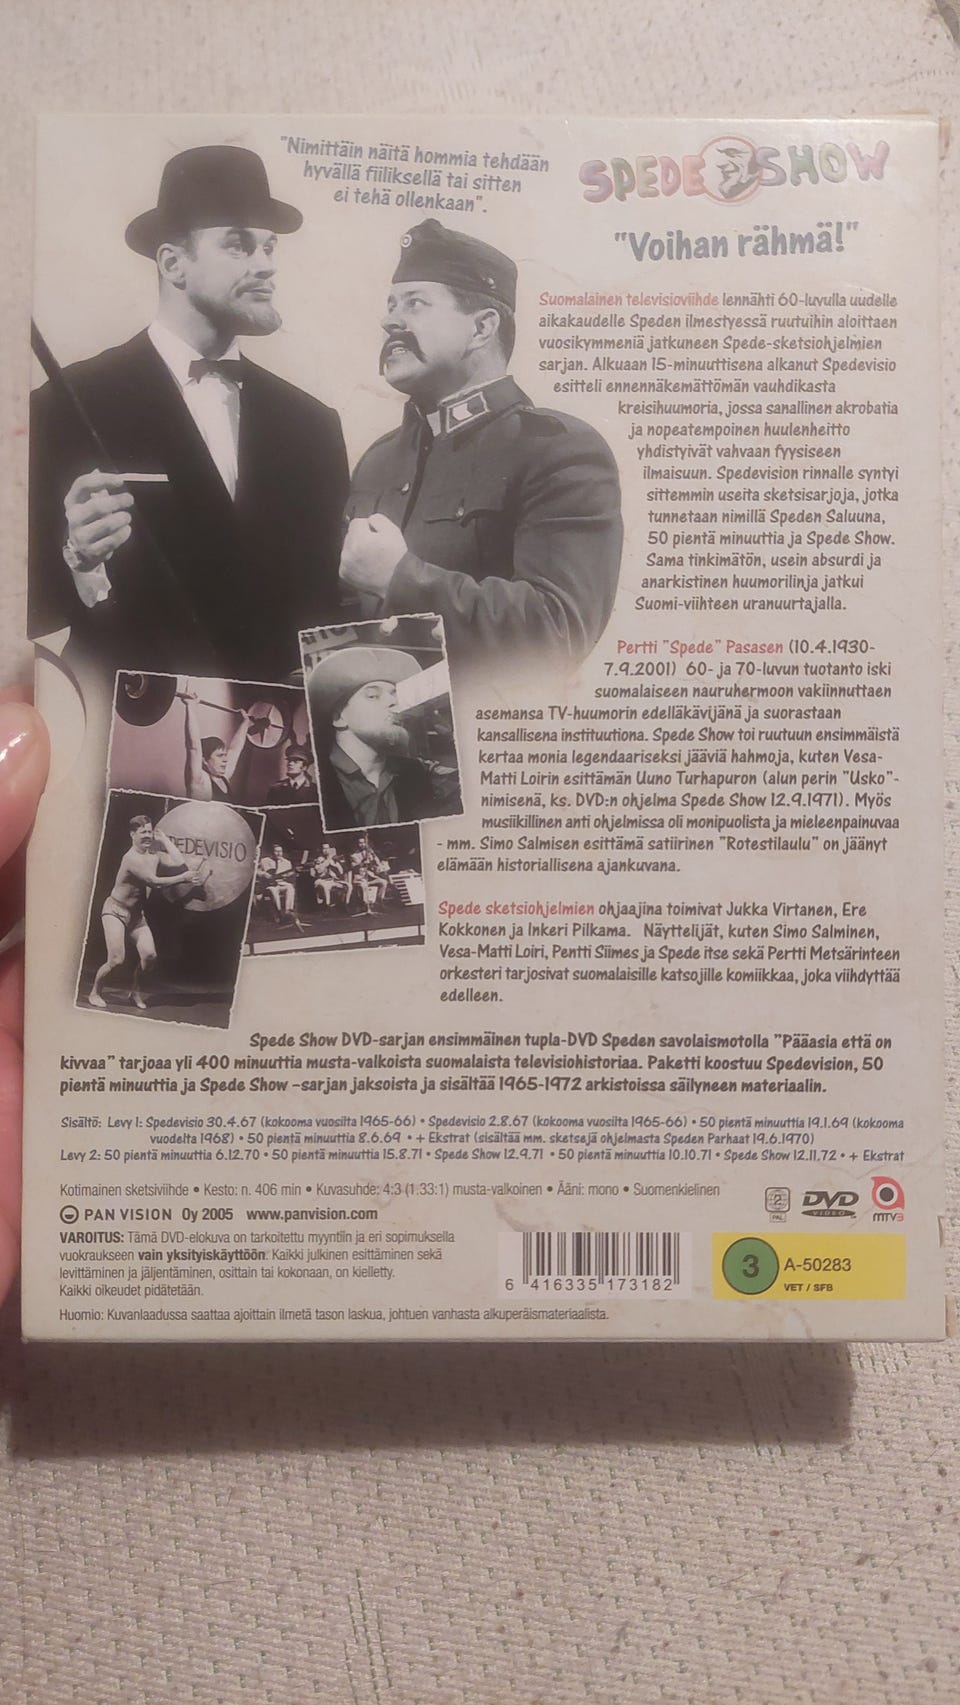 "Nimittäin näitä hommia tehdään
hyvällä fiiliksellä tai sitten
ei tehä ollenkaan".
SPEDE SHOW
"Voihan rähmä!"
Suomalainen televisioviihde lennähti 60-luvulla uudelle
aikakaudelle Speden ilmestyessä ruutuihin aloittaen
vuosikymmeniä jatkuneen Spede-sketsiohjelmien
sarjan. Alkuaan 15-minuuttisena alkanut Spedevisio
esitteli ennennäkemättömän vauhdikasta
kreisihuumoria, jossa sanallinen akrobatia
ja nopeatempoinen huulenheitto
yhdistyivät vahvaan fyysiseen
ilmaisuun. Spedevision rinnalle syntyi
sittemmin useita sketsisarjoja, jotka
tunnetaan nimillä Speden Saluuna,
50 pientä minuuttia ja Spede Show.
Sama tinkimätön, usein absurdi ja
anarkistinen huumorilinja jatkui
Suomi-viihteen uranuurtajalla.
Pertti "Spede" Pasasen (10.4.1930-
7.9.2001) 60- ja 70-luvun tuotanto iski
suomalaiseen nauruhermoon vakiinnuttaen
asemansa TV-huumorin edelläkävijänä ja suorastaan
kansallisena instituutiona. Spede Show toi ruutuun ensimmäistä
kertaa monia legendaariseksi jääviä hahmoja, kuten Vesa-
Matti Loirin esittämän Uuno Turhapuron (alun perin "Usko"-
nimisenä, ks. DVD:n ohjelma Spede Show 12.9.1971). Myös
musiikillinen anti ohjelmissa oli monipuolista ja mieleenpainuvaa
- mm. Simo Salmisen esittämä satiirinen "Rotestilaulu" on jäänyt
elämään historiallisena ajankuvana.
SPEDEVISIO
Spede sketsiohjelmien ohjaajina toimivat Jukka Virtanen, Ere
Kokkonen ja Inkeri Pilkama. Näyttelijät, kuten Simo Salminen,
Vesa-Matti Loiri, Pentti Siimes ja Spede itse sekä Pertti Metsärinteen
orkesteri tarjosivat suomalaisille katsojille komiikkaa, joka viihdyttää
edelleen.
Spede Show DVD-sarjan ensimmäinen tupla-DVD Speden savolaismotolla "Pääasia että on
kivvaa" tarjoaa yli 400 minuuttia musta-valkoista suomalaista televisiohistoriaa. Paketti koostuu Spedevision, 50
pientä minuuttia ja Spede Show –sarjan jaksoista ja sisältää 1965-1972 arkistoissa säilyneen materiaalin.
Sisältö: Levy 1: Spedevisio 30.4.67 (kokooma vuosilta 1965-66) • Spedevisio 2.8.67 (kokooma vuosilta 1965-66) • 50 pientä minuuttia 19.1.69 (kokooma
vuodelta 1968) • 50 pientä minuuttia 8.6.69 • + Ekstrat (sisältää mm. sketsejä ohjelmasta Speden Parhaat 19.6.1970)
Levy 2: 50 pientä minuuttia 6.12.70 • 50 pientä minuuttia 15.8.71 • Spede Show 12.9.71 • 50 pientä minuuttia 10.10.71 • Spede Show 12.11.72 • + Ekstrat
Kotimainen sketsiviihde • Kesto: n. 406 min • Kuvasuhde: 4:3 (1.33:1) musta-valkoinen • Ääni: mono • Suomenkielinen
PAN VISION Oy 2005 www.panvision.com
2 PAL
DVD VIDEO
MTV3
VAROITUS: Tämä DVD-elokuva on tarkoitettu myyntiin ja eri sopimuksella
vuokraukseen vain yksityiskäyttöön. Kaikki julkinen esittäminen sekä
levittäminen ja jäljentäminen, osittain tai kokonaan, on kielletty.
Kaikki oikeudet pidätetään.
6 416335 173182
3 A-50283
VET / SFB
Huomio: Kuvanlaadussa saattaa ajoittain ilmetä tason laskua, johtuen vanhasta alkuperäismateriaalista.